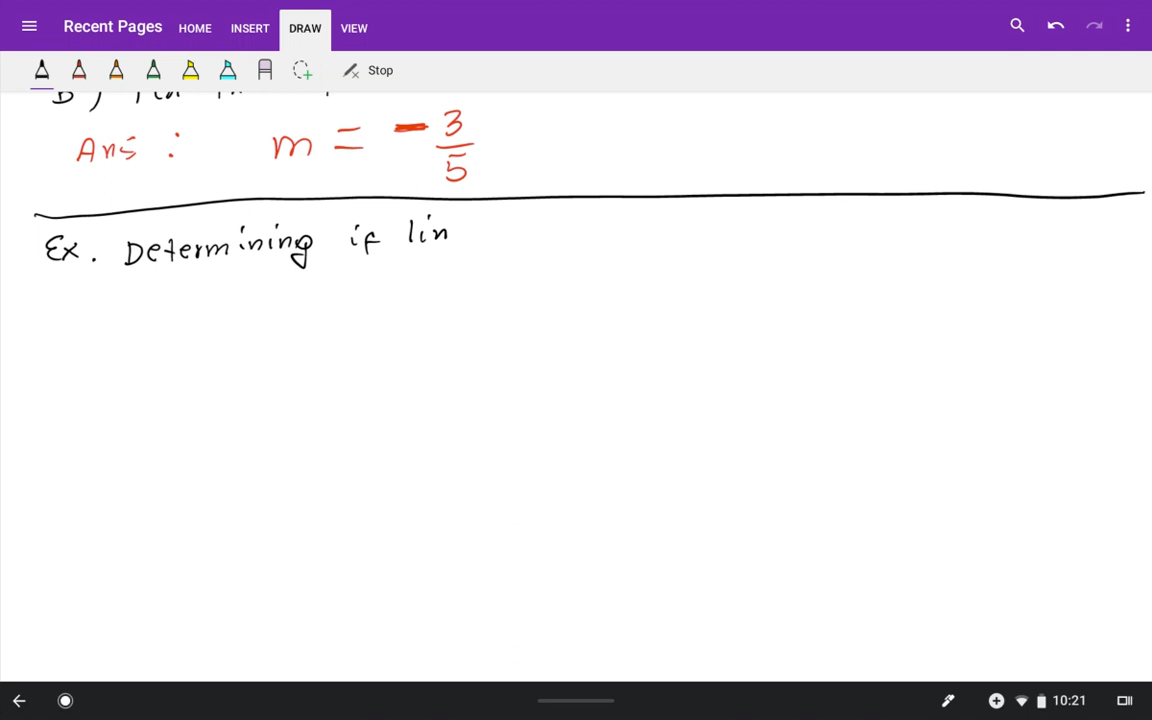 Recent Pages HOME INSERT DRAW VIEW
Stop
B)
Ans : m = - 3/5
Ex. Determining if lin
10:21